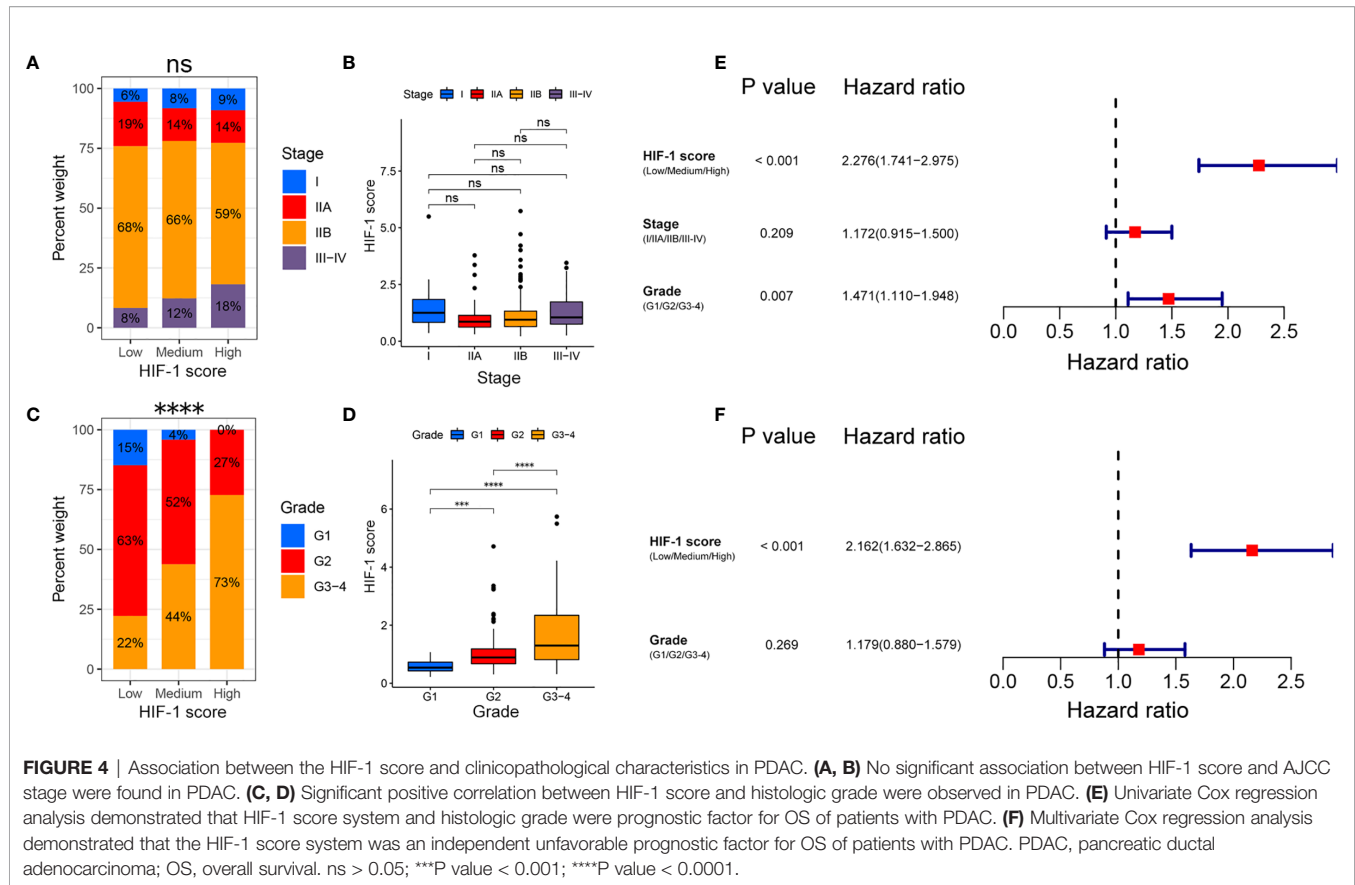 A
ns
100
75
50
25
0
Percent weight
6%
8%
9%
19%
14%
14%
68%
66%
59%
8%
12%
18%
Low Medium High
HIF-1 score
Stage
I
IIA
IIB
III-IV
B
Stage I IIA IIB III-IV
ns
ns
ns
ns
ns
ns
7.5
5.0
2.5
0.0
HIF-1 score
I IIA IIB III-IV
Stage
E
P value Hazard ratio
HIF-1 score
(Low/Medium/High)
< 0.001 2.276(1.741-2.975)
Stage
(I/IIA/IIB/III-IV)
0.209 1.172(0.915-1.500)
Grade
(G1/G2/G3-4)
0.007 1.471(1.110-1.948)
0.0 0.5 1.0 1.5 2.0 2.5
Hazard ratio
C
****
100
75
50
25
0
Percent weight
15%
4%
0%
63%
52%
27%
22%
44%
73%
Low Medium High
HIF-1 score
Grade
G1
G2
G3-4
D
Grade G1 G2 G3-4
****
****
***
6
4
2
0
HIF-1 score
G1 G2 G3-4
Grade
F
P value Hazard ratio
HIF-1 score
(Low/Medium/High)
< 0.001 2.162(1.632-2.865)
Grade
(G1/G2/G3-4)
0.269 1.179(0.880-1.579)
0.0 0.5 1.0 1.5 2.0 2.5
Hazard ratio
FIGURE 4 | Association between the HIF-1 score and clinicopathological characteristics in PDAC. (A, B) No significant association between HIF-1 score and AJCC
stage were found in PDAC. (C, D) Significant positive correlation between HIF-1 score and histologic grade were observed in PDAC. (E) Univariate Cox regression
analysis demonstrated that HIF-1 score system and histologic grade were prognostic factor for OS of patients with PDAC. (F) Multivariate Cox regression analysis
demonstrated that the HIF-1 score system was an independent unfavorable prognostic factor for OS of patients with PDAC. PDAC, pancreatic ductal
adenocarcinoma; OS, overall survival. ns > 0.05; ***P value < 0.001; ****P value < 0.0001.